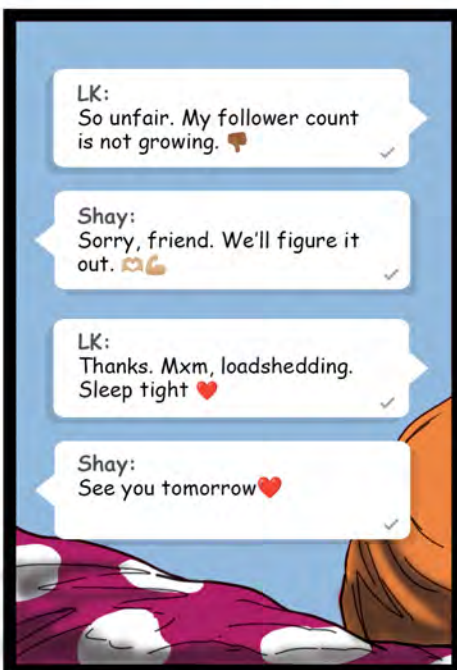 LK:
So unfair. My follower count
is not growing. 👎🏾
Shay:
Sorry, friend. We'll figure it
out. 🫶🏼💪🏼
LK:
Thanks. Mxm, loadshedding.
Sleep tight ❤️
Shay:
See you tomorrow❤️